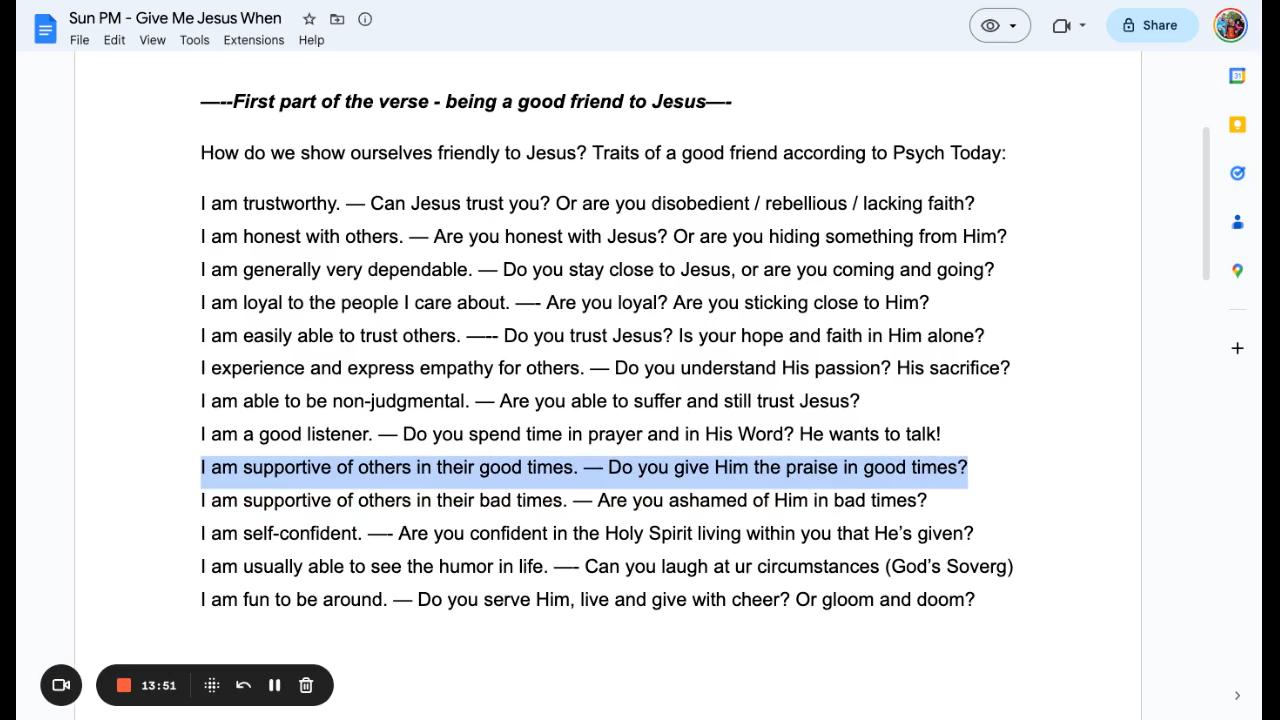 Sun PM - Give Me Jesus When
File Edit View Tools Extensions Help
Share
31
—--First part of the verse - being a good friend to Jesus—-
How do we show ourselves friendly to Jesus? Traits of a good friend according to Psych Today:
I am trustworthy. — Can Jesus trust you? Or are you disobedient / rebellious / lacking faith?
I am honest with others. — Are you honest with Jesus? Or are you hiding something from Him?
I am generally very dependable. — Do you stay close to Jesus, or are you coming and going?
I am loyal to the people I care about. —- Are you loyal? Are you sticking close to Him?
I am easily able to trust others. —-- Do you trust Jesus? Is your hope and faith in Him alone?
I experience and express empathy for others. — Do you understand His passion? His sacrifice?
I am able to be non-judgmental. — Are you able to suffer and still trust Jesus?
I am a good listener. — Do you spend time in prayer and in His Word? He wants to talk!
I am supportive of others in their good times. — Do you give Him the praise in good times?
I am supportive of others in their bad times. — Are you ashamed of Him in bad times?
I am self-confident. —- Are you confident in the Holy Spirit living within you that He’s given?
I am usually able to see the humor in life. —- Can you laugh at ur circumstances (God’s Soverg)
I am fun to be around. — Do you serve Him, live and give with cheer? Or gloom and doom?
13:51